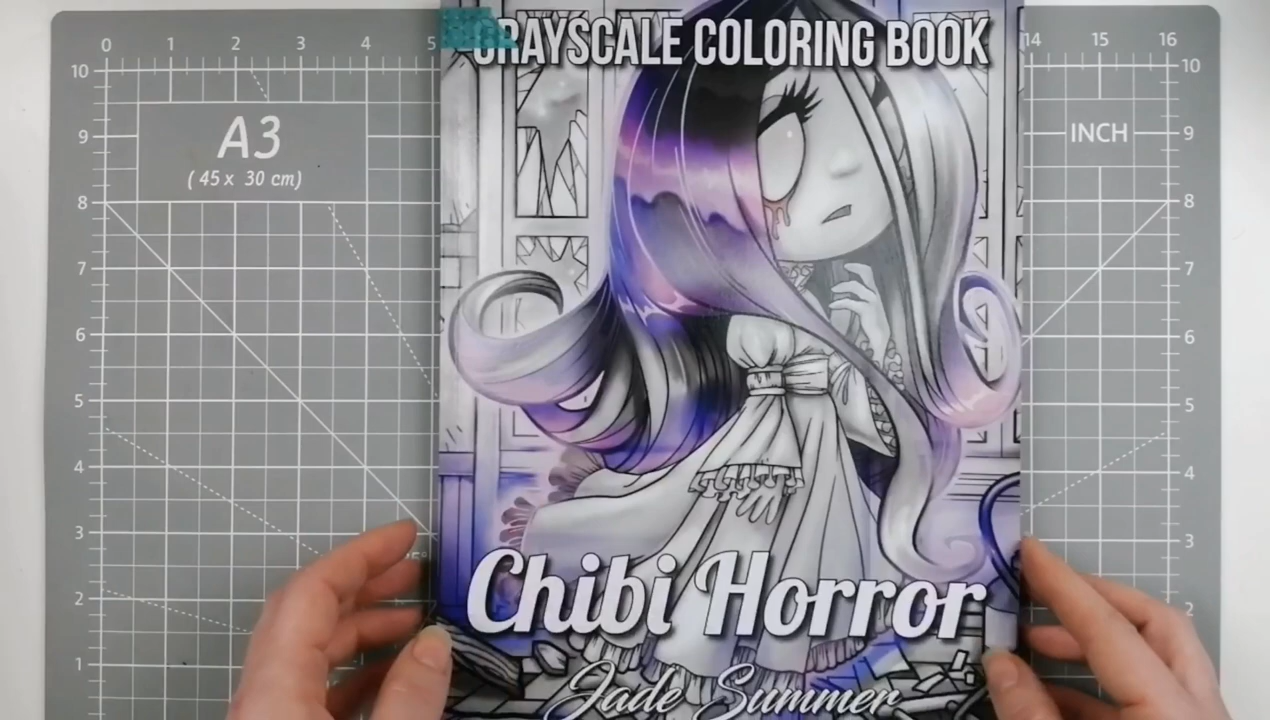 GRAYSCALE COLORING BOOK
0 1 2 3 4 5 14 15 16
10 10
A3
INCH
9 9
( 45 x 30 cm)
8 8
7 7
6 6
5 5
4 4
3 3
2 2
1
Chibi Horror
Jade Summer